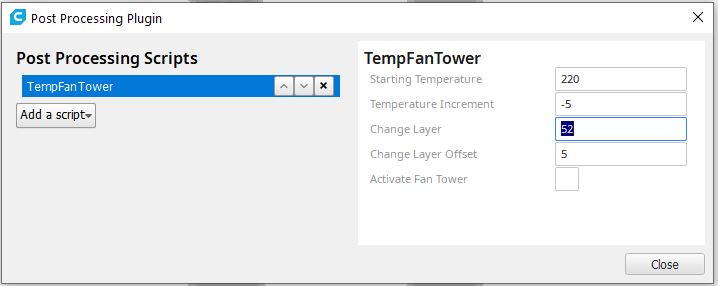 Post Processing Plugin
Post Processing Scripts
TempFanTower
Add a script
TempFanTower
Starting Temperature 220
Temperature Increment -5
Change Layer 52
Change Layer Offset 5
Activate Fan Tower
Close